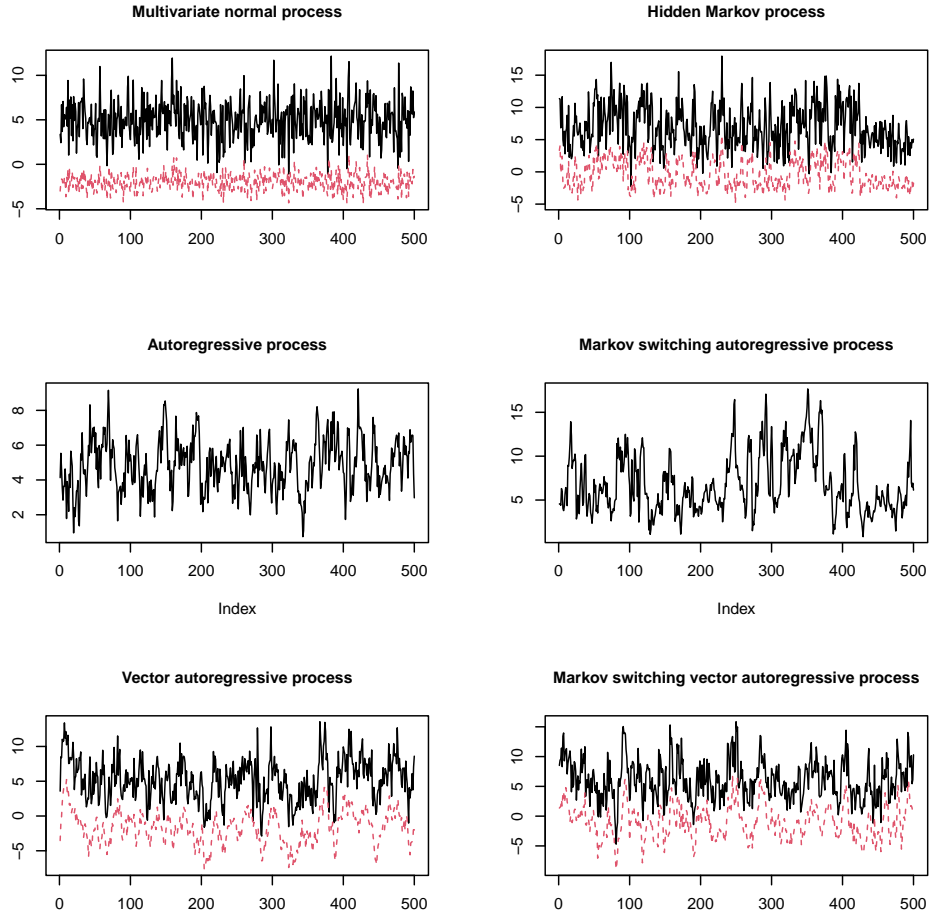 Multivariate normal process
Hidden Markov process
10
5
0
−5
0 100 200 300 400 500
15
10
5
0
−5
0 100 200 300 400 500
Autoregressive process
Markov switching autoregressive process
8
6
4
2
0 100 200 300 400 500
Index
15
10
5
0 100 200 300 400 500
Index
Vector autoregressive process
Markov switching vector autoregressive process
10
5
0
−5
0 100 200 300 400 500
10
5
0
−5
0 100 200 300 400 500